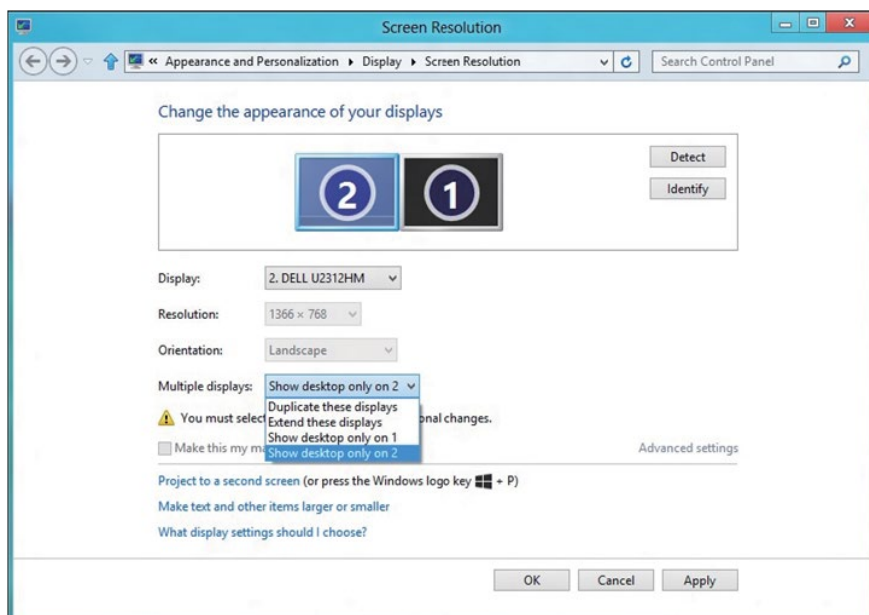 Screen Resolution
« Appearance and Personalization ▸ Display ▸ Screen Resolution
Search Control Panel
Change the appearance of your displays
2
1
Detect
Identify
Display: 2. DELL U2312HM
Resolution: 1366 × 768
Orientation: Landscape
Multiple displays: Show desktop only on 2
Duplicate these displays
You must select
onal changes.
Extend these displays
Show desktop only on 1
Make this my ma
Show desktop only on 2
Advanced settings
Project to a second screen (or press the Windows logo key + P)
Make text and other items larger or smaller
What display settings should I choose?
OK
Cancel
Apply